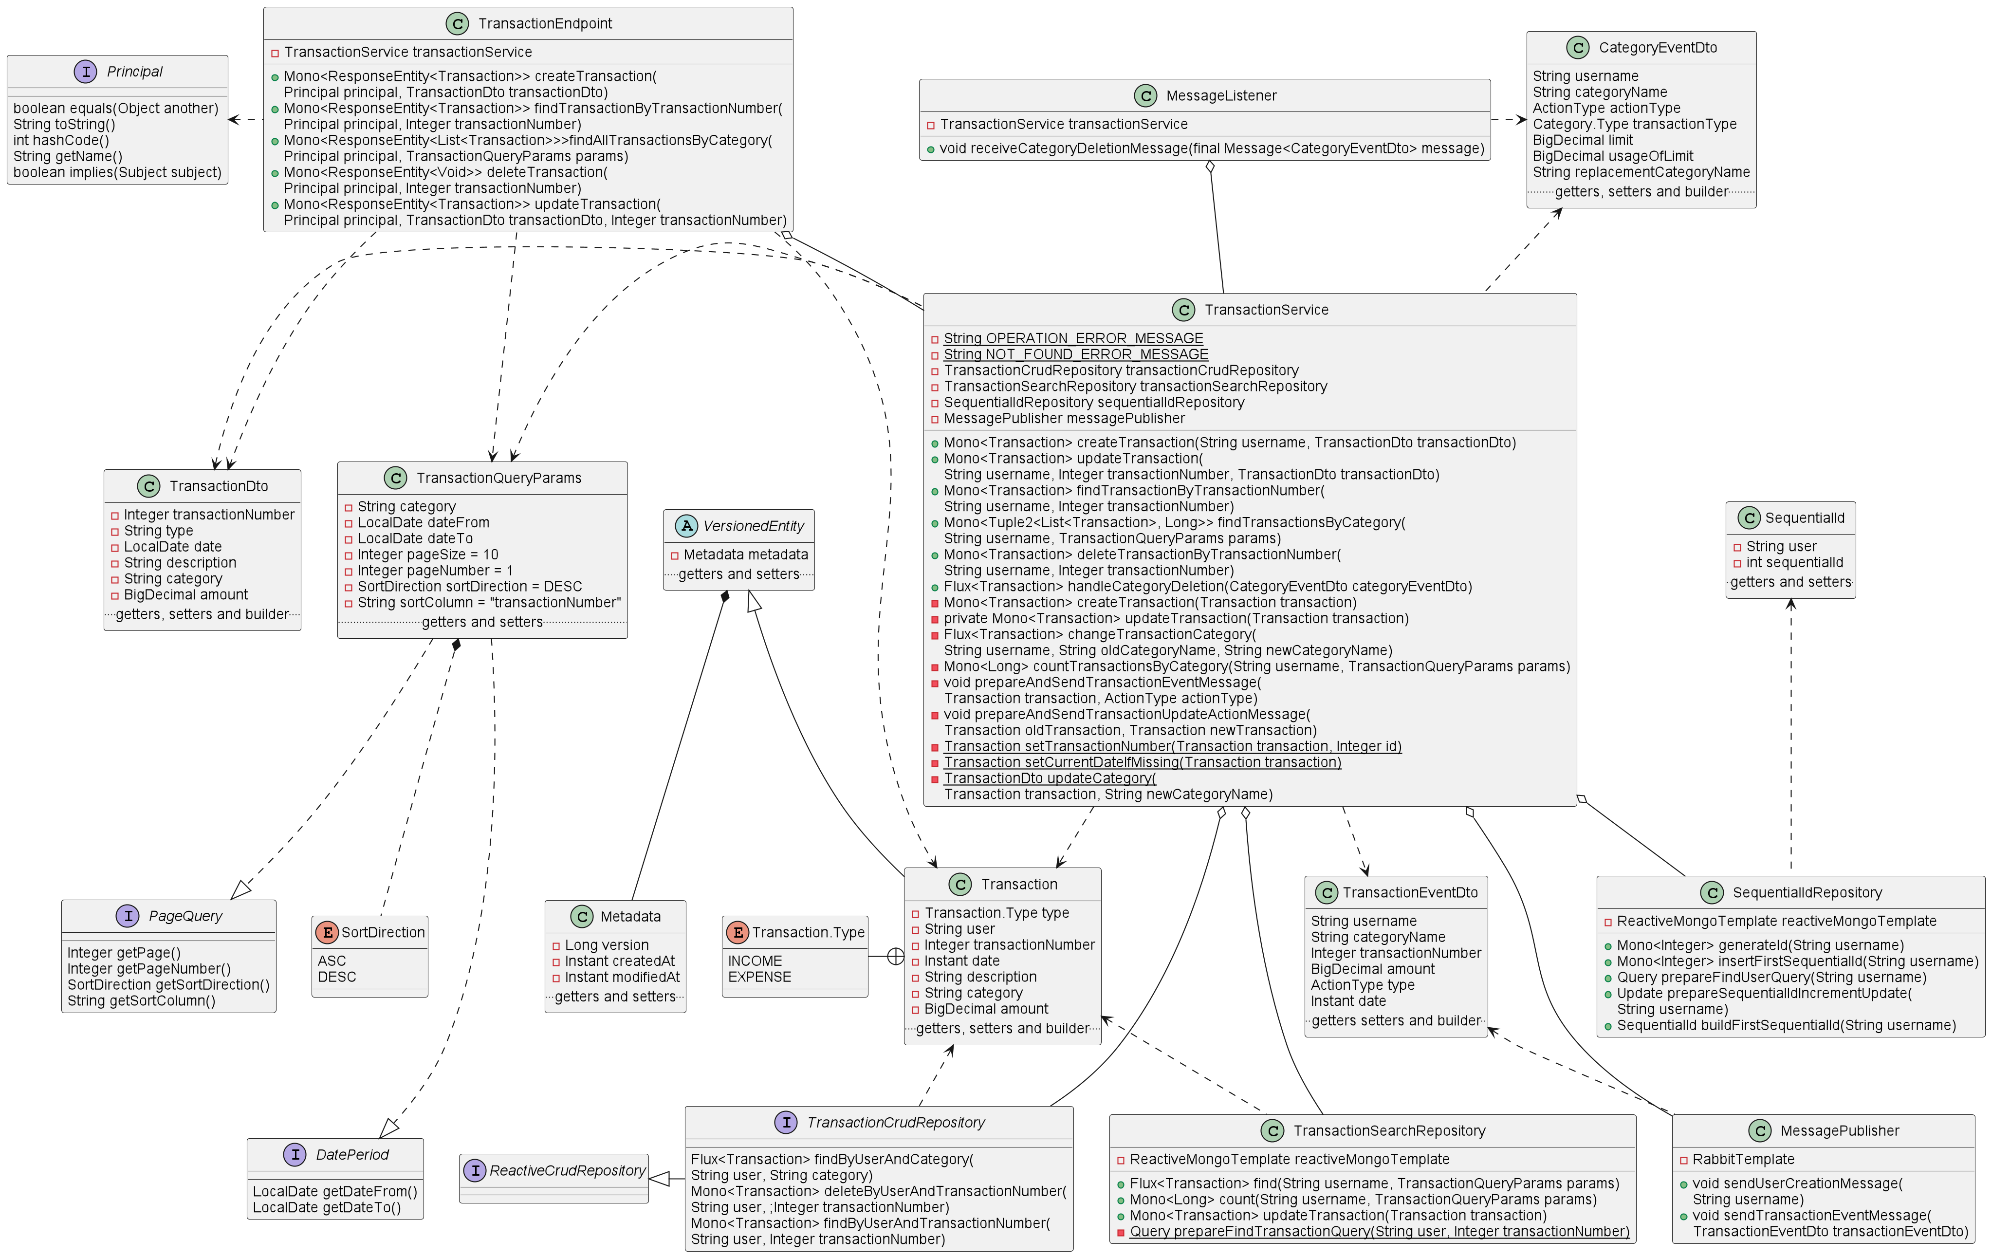 I Principal
boolean equals(Object another)
String toString()
int hashCode()
String getName()
boolean implies(Subject subject)
C TransactionEndpoint
TransactionService transactionService
Mono<ResponseEntity<Transaction>> createTransaction(
Principal principal, TransactionDto transactionDto)
Mono<ResponseEntity<Transaction>> findTransactionByTransactionNumber(
Principal principal, Integer transactionNumber)
Mono<ResponseEntity<List<Transaction>>>findAllTransactionsByCategory(
Principal principal, TransactionQueryParams params)
Mono<ResponseEntity<Void>> deleteTransaction(
Principal principal, Integer transactionNumber)
Mono<ResponseEntity<Transaction>> updateTransaction(
Principal principal, TransactionDto transactionDto, Integer transactionNumber)
C MessageListener
TransactionService transactionService
void receiveCategoryDeletionMessage(final Message<CategoryEventDto> message)
C CategoryEventDto
String username
String categoryName
ActionType actionType
Category.Type transactionType
BigDecimal limit
BigDecimal usageOfLimit
String replacementCategoryName
getters, setters and builder
C TransactionService
String OPERATION_ERROR_MESSAGE
String NOT_FOUND_ERROR_MESSAGE
TransactionCrudRepository transactionCrudRepository
TransactionSearchRepository transactionSearchRepository
SequentialIdRepository sequentialIdRepository
MessagePublisher messagePublisher
Mono<Transaction> createTransaction(String username, TransactionDto transactionDto)
Mono<Transaction> updateTransaction(
String username, Integer transactionNumber, TransactionDto transactionDto)
Mono<Transaction> findTransactionByTransactionNumber(
String username, Integer transactionNumber)
Mono<Tuple2<List<Transaction>, Long>> findTransactionsByCategory(
String username, TransactionQueryParams params)
Mono<Transaction> deleteTransactionByTransactionNumber(
String username, Integer transactionNumber)
Flux<Transaction> handleCategoryDeletion(CategoryEventDto categoryEventDto)
Mono<Transaction> createTransaction(Transaction transaction)
private Mono<Transaction> updateTransaction(Transaction transaction)
Flux<Transaction> changeTransactionCategory(
String username, String oldCategoryName, String newCategoryName)
Mono<Long> countTransactionsByCategory(String username, TransactionQueryParams params)
void prepareAndSendTransactionEventMessage(
Transaction transaction, ActionType actionType)
void prepareAndSendTransactionUpdateActionMessage(
Transaction oldTransaction, Transaction newTransaction)
Transaction setTransactionNumber(Transaction transaction, Integer id)
Transaction setCurrentDateIfMissing(Transaction transaction)
TransactionDto updateCategory(
Transaction transaction, String newCategoryName)
C TransactionDto
Integer transactionNumber
String type
LocalDate date
String description
String category
BigDecimal amount
getters, setters and builder
C TransactionQueryParams
String category
LocalDate dateFrom
LocalDate dateTo
Integer pageSize = 10
Integer pageNumber = 1
SortDirection sortDirection = DESC
String sortColumn = "transactionNumber"
getters and setters
A VersionedEntity
Metadata metadata
getters and setters
C SequentialId
String user
int sequentialId
getters and setters
I PageQuery
Integer getPage()
Integer getPageNumber()
SortDirection getSortDirection()
String getSortColumn()
E SortDirection
ASC
DESC
C Metadata
Long version
Instant createdAt
Instant modifiedAt
getters and setters
E Transaction.Type
INCOME
EXPENSE
C Transaction
Transaction.Type type
String user
Integer transactionNumber
Instant date
String description
String category
BigDecimal amount
getters, setters and builder
C TransactionEventDto
String username
String categoryName
Integer transactionNumber
BigDecimal amount
ActionType type
Instant date
getters setters and builder
C SequentialIdRepository
ReactiveMongoTemplate reactiveMongoTemplate
Mono<Integer> generateId(String username)
Mono<Integer> insertFirstSequentialId(String username)
Query prepareFindUserQuery(String username)
Update prepareSequentialIdIncrementUpdate(
String username)
SequentialId buildFirstSequentialId(String username)
I DatePeriod
LocalDate getDateFrom()
LocalDate getDateTo()
I ReactiveCrudRepository
I TransactionCrudRepository
Flux<Transaction> findByUserAndCategory(
String user, String category)
Mono<Transaction> deleteByUserAndTransactionNumber(
String user, ;Integer transactionNumber)
Mono<Transaction> findByUserAndTransactionNumber(
String user, Integer transactionNumber)
C TransactionSearchRepository
ReactiveMongoTemplate reactiveMongoTemplate
Flux<Transaction> find(String username, TransactionQueryParams params)
Mono<Long> count(String username, TransactionQueryParams params)
Mono<Transaction> updateTransaction(Transaction transaction)
Query prepareFindTransactionQuery(String user, Integer transactionNumber)
C MessagePublisher
RabbitTemplate
void sendUserCreationMessage(
String username)
void sendTransactionEventMessage(
TransactionEventDto transactionEventDto)